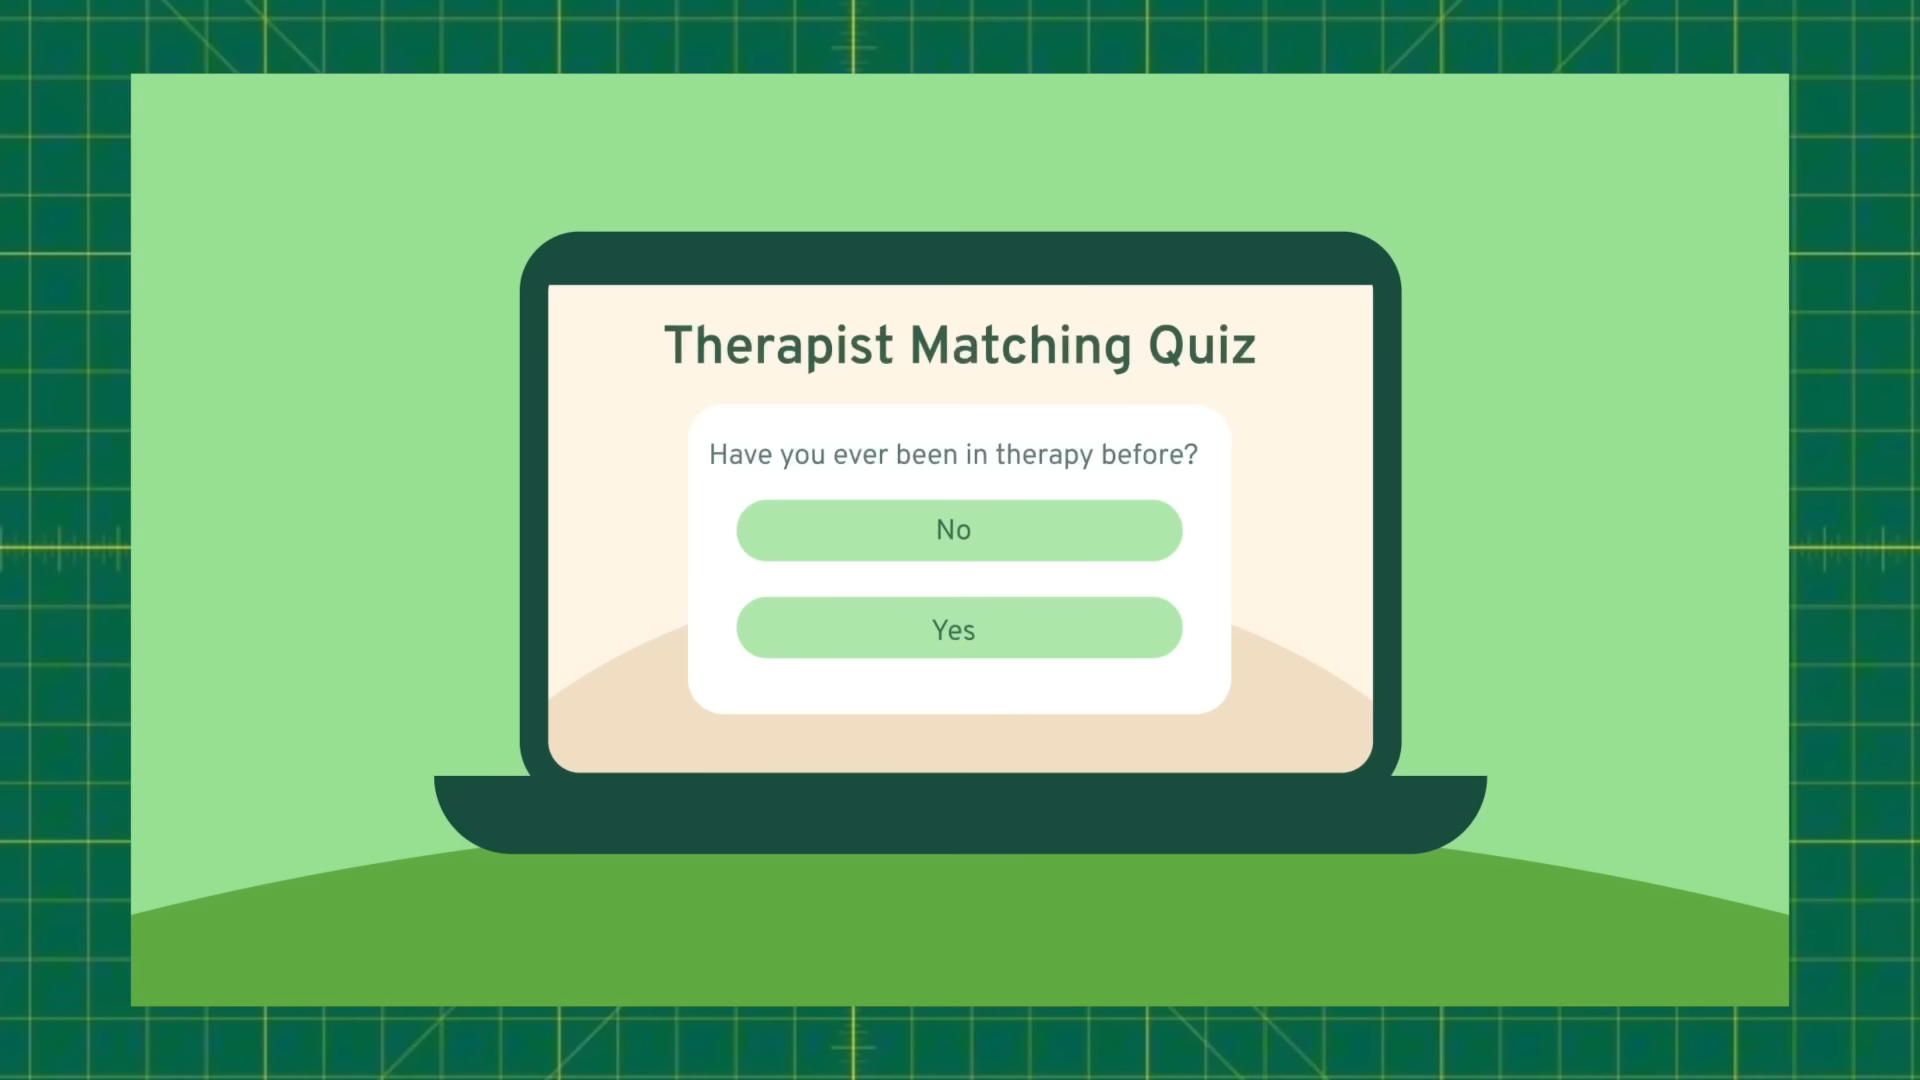 Therapist Matching Quiz
Have you ever been in therapy before?
No
Yes